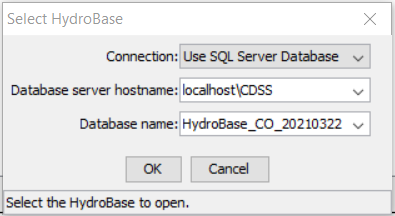 Select HydroBase
Connection: Use SQL Server Database
Database server hostname: localhost\CDSS
Database name: HydroBase_CO_20210322
OK Cancel
Select the HydroBase to open.